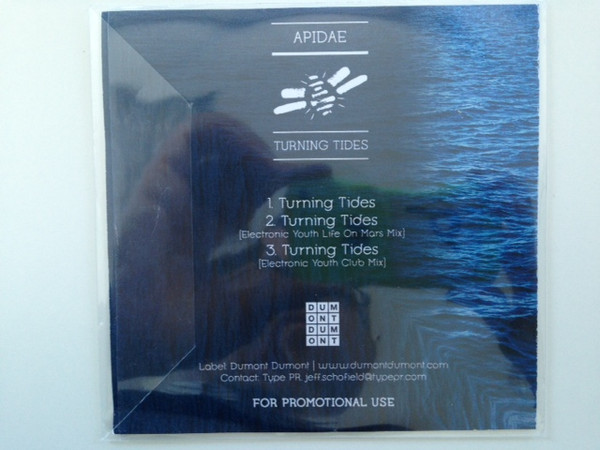 APIDAE
TURNING TIDES
1. Turning Tides
2. Turning Tides
[Electronic Youth Life On Mars Mix]
3. Turning Tides
[Electronic Youth Club Mix]
DUM
ONT
DUM
ONT
Label: Dumont Dumont | www.dumontdumont.com
Contact: Type PR. jeff.schofield@typepr.com
FOR PROMOTIONAL USE